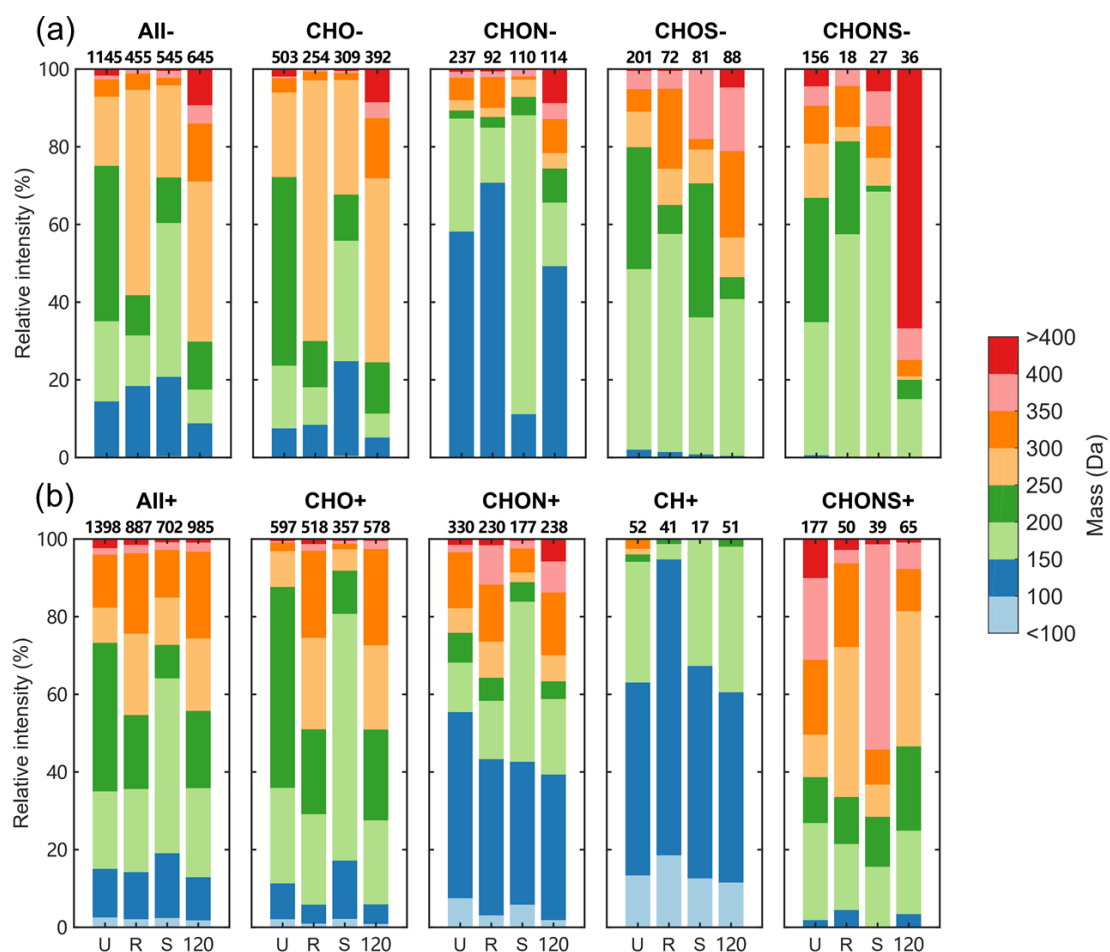 (a)
All- CHO- CHON- CHOS- CHONS-
1145 455 545 645 503 254 309 392 237 92 110 114 201 72 81 88 156 18 27 36
100
80
60
40
20
0
Relative intensity (%)
(b)
All+ CHO+ CHON+ CH+ CHONS+
1398 887 702 985 597 518 357 578 330 230 177 238 52 41 17 51 177 50 39 65
100
80
60
40
20
0
Relative intensity (%)
U R S 120 U R S 120 U R S 120 U R S 120 U R S 120
>400
400
350
300
250
200
150
100
<100
Mass (Da)